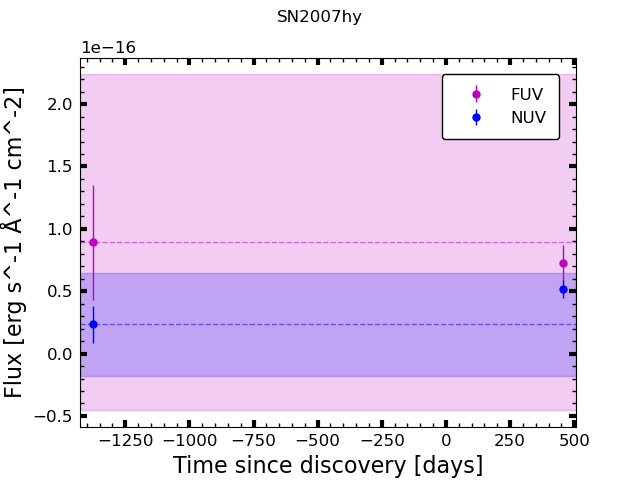 SN2007hy
1e−16
2.0
1.5
1.0
0.5
0.0
−0.5
Flux [erg s^-1 Å^-1 cm^-2]
FUV
NUV
−1250 −1000 −750 −500 −250 0 250 500
Time since discovery [days]